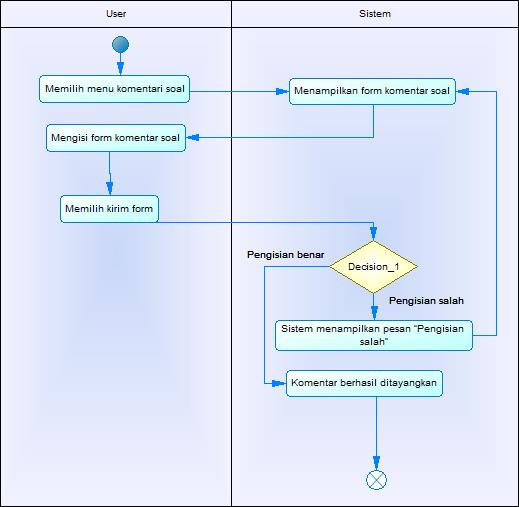 User
Sistem
Memilih menu komentari soal
Menampilkan form komentar soal
Mengisi form komentar soal
Memilih kirim form
Pengisian benar
Decision_1
Pengisian salah
Sistem menampilkan pesan "Pengisian
salah"
Komentar berhasil ditayangkan